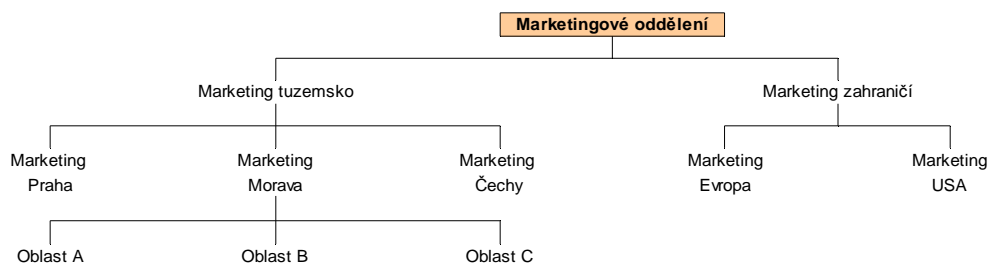 Marketingové oddělení
Marketing tuzemsko
Marketing zahraničí
Marketing
Praha
Marketing
Morava
Marketing
Čechy
Marketing
Evropa
Marketing
USA
Oblast A
Oblast B
Oblast C